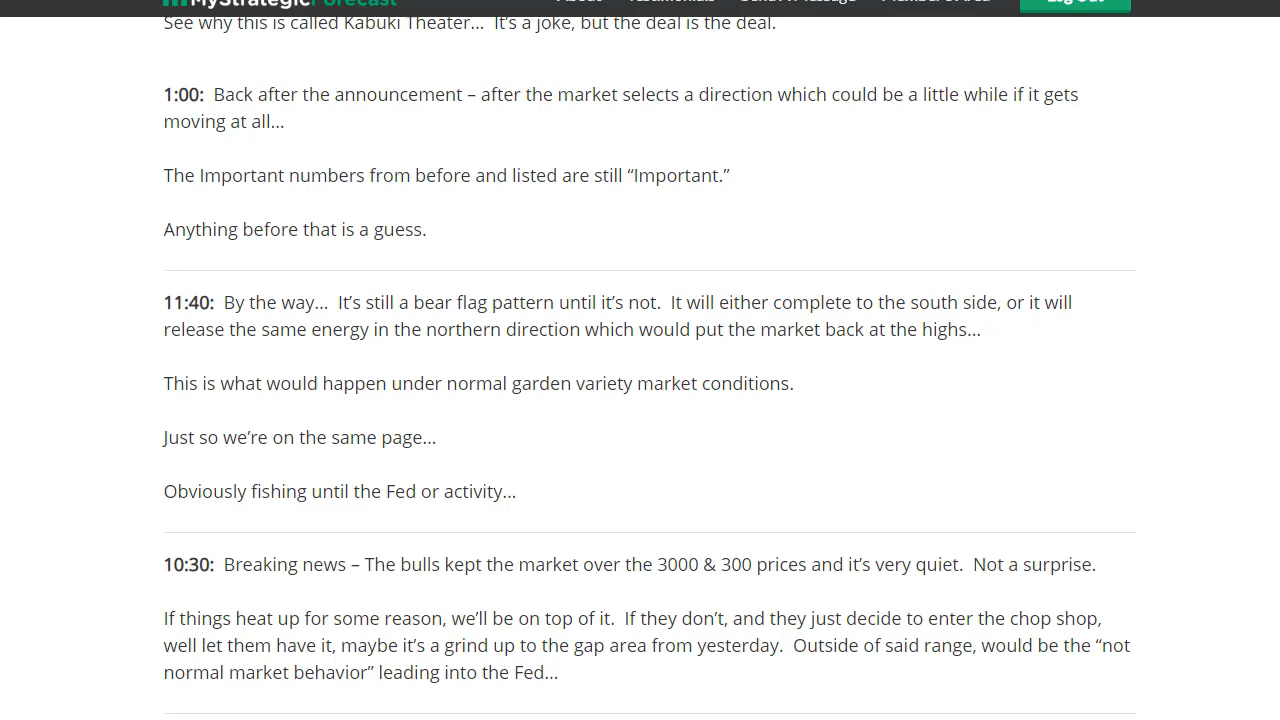 MyStrategicForecast About Testimonials Send A Message Member's Area Log Out
See why this is called Kabuki Theater…  It’s a joke, but the deal is the deal.
1:00:  Back after the announcement – after the market selects a direction which could be a little while if it gets
moving at all…
The Important numbers from before and listed are still “Important.”
Anything before that is a guess.
11:40:  By the way…  It’s still a bear flag pattern until it’s not.  It will either complete to the south side, or it will
release the same energy in the northern direction which would put the market back at the highs…
This is what would happen under normal garden variety market conditions.
Just so we’re on the same page…
Obviously fishing until the Fed or activity…
10:30:  Breaking news – The bulls kept the market over the 3000 & 300 prices and it’s very quiet.  Not a surprise.
If things heat up for some reason, we’ll be on top of it.  If they don’t, and they just decide to enter the chop shop,
well let them have it, maybe it’s a grind up to the gap area from yesterday.  Outside of said range, would be the “not
normal market behavior” leading into the Fed…